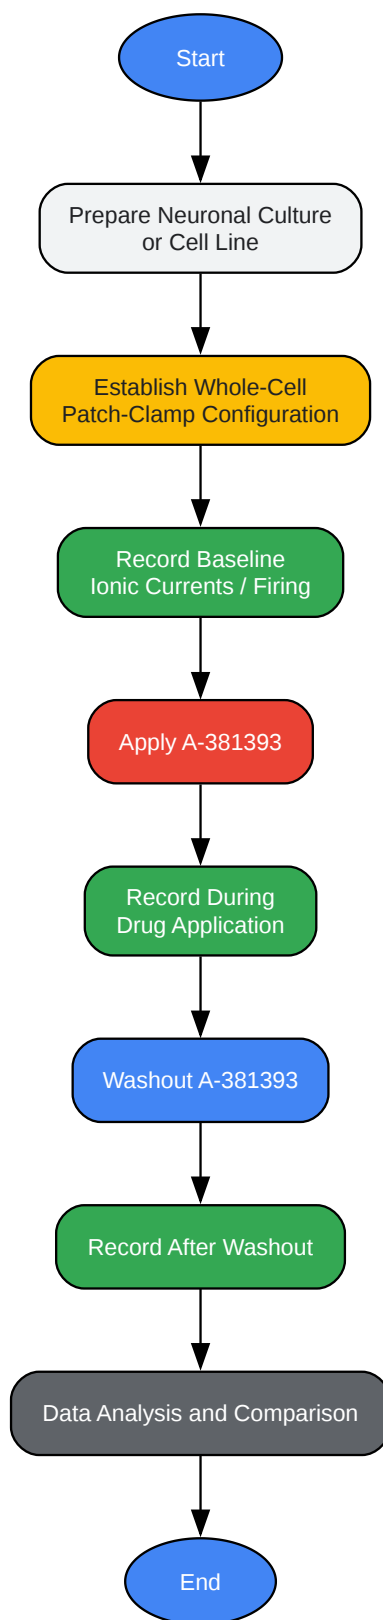 Start
Prepare Neuronal Culture
or Cell Line
Establish Whole-Cell
Patch-Clamp Configuration
Record Baseline
Ionic Currents / Firing
Apply A-381393
Record During
Drug Application
Washout A-381393
Record After Washout
Data Analysis and Comparison
End